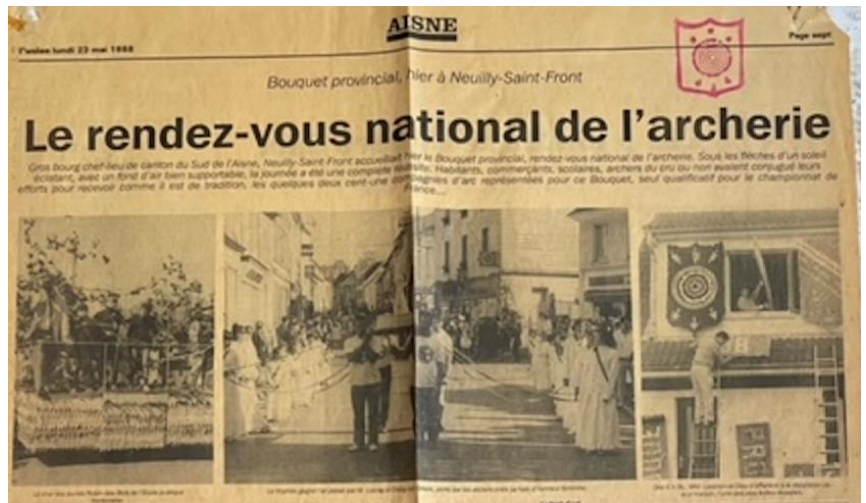 AISNE
lundi 23 mai 1988
Page sept
Bouquet provincial, hier à Neuilly-Saint-Front
Le rendez-vous national de l'archerie
Gros bourg chef-lieu de canton du Sud de l'Aisne, Neuilly-Saint-Front accueillait hier le Bouquet provincial, rendez-vous national de l'archerie. Sous les flèches d'un soleil
éclatant, avec un fond d'air bien supportable, la journée a été une complète réussite. Habitants, commerçants, scolaires, archers du cru ou non avaient conjugué leurs
efforts pour recevoir comme il est de tradition, les quelques deux cent-une compagnies d'arc représentées pour ce Bouquet, seul qualificatif pour le championnat de
France...